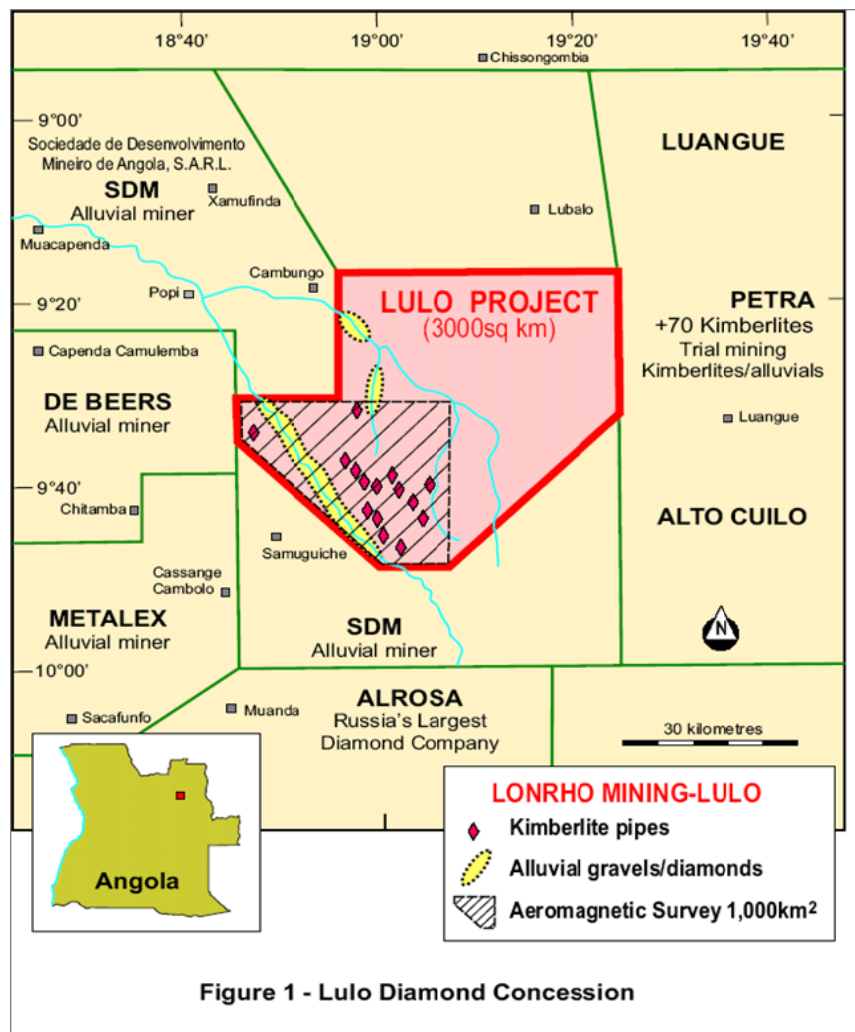 18°40’
19°00’
19°20’
19°40’
Chissongombia
9°00’
Sociedade de Desenvolvimento
Mineiro de Angola, S.A.R.L.
SDM
Alluvial miner
Xamufinda
LUANGUE
Lubalo
Muacapenda
Cambungo
Popi
9°20’
LULO PROJECT
(3000sq km)
PETRA
+70 Kimberlites
Trial mining
Kimberlites/alluvials
Capenda Camulemba
DE BEERS
Alluvial miner
Luangue
9°40’
Chitamba
ALTO CUILO
Samuguiche
Cassange
Cambolo
METALEX
Alluvial miner
SDM
Alluvial miner
N
10°00’
ALROSA
Russia’s Largest
Diamond Company
Sacafunfo
Muanda
30 kilometres
Angola
LONRHO MINING-LULO
Kimberlite pipes
Alluvial gravels/diamonds
Aeromagnetic Survey 1,000km²
Figure 1 - Lulo Diamond Concession